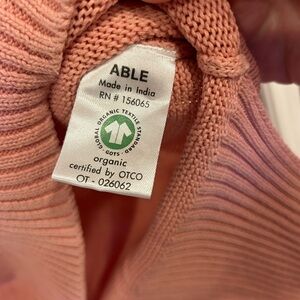 ABLE
Made in India
RN # 156065
GLOBAL ORGANIC TEXTILE STANDARD
· GOTS ·
organic
certified by OTCO
OT - 026062